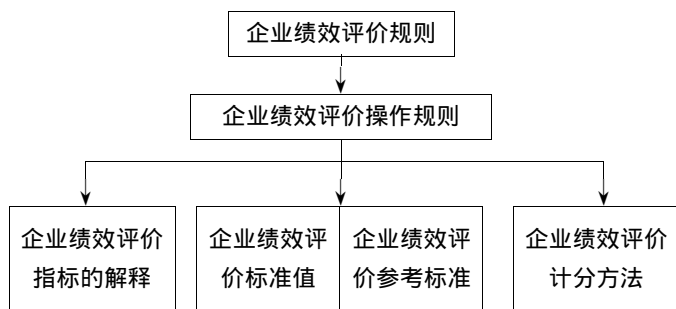 企业绩效评价规则
企业绩效评价操作规则
企业绩效评价
指标的解释
企业绩效评
价标准值
企业绩效评
价参考标准
企业绩效评价
计分方法